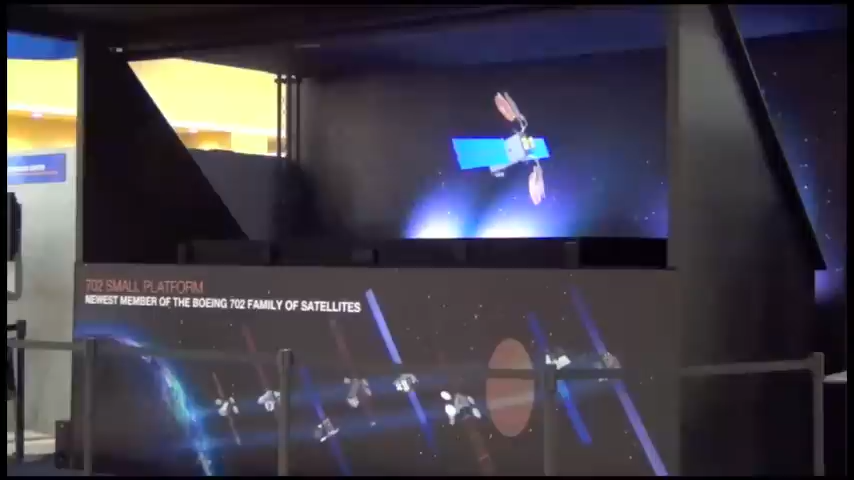 702 SMALL PLATFORM
NEWEST MEMBER OF THE BOEING 702 FAMILY OF SATELLITES